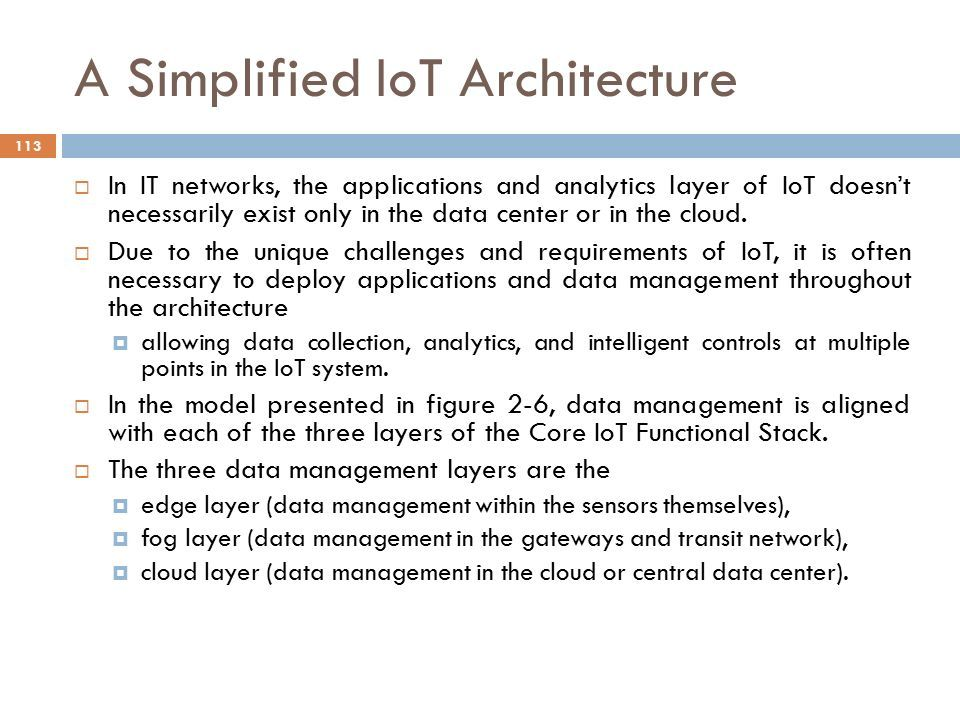 A Simplified IoT Architecture
113
In IT networks, the applications and analytics layer of IoT doesn’t
necessarily exist only in the data center or in the cloud.
Due to the unique challenges and requirements of IoT, it is often
necessary to deploy applications and data management throughout
the architecture
allowing data collection, analytics, and intelligent controls at multiple
points in the IoT system.
In the model presented in figure 2-6, data management is aligned
with each of the three layers of the Core IoT Functional Stack.
The three data management layers are the
edge layer (data management within the sensors themselves),
fog layer (data management in the gateways and transit network),
cloud layer (data management in the cloud or central data center).